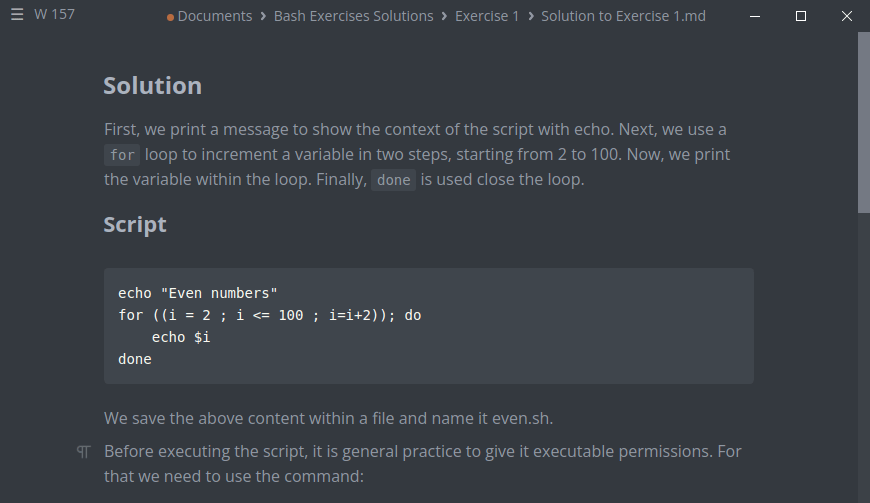 ☰ W 157
Documents > Bash Exercises Solutions > Exercise 1 > Solution to Exercise 1.md
Solution
First, we print a message to show the context of the script with echo. Next, we use a
for loop to increment a variable in two steps, starting from 2 to 100. Now, we print
the variable within the loop. Finally, done is used close the loop.
Script
echo "Even numbers"
for ((i = 2 ; i <= 100 ; i=i+2)); do
    echo $i
done
We save the above content within a file and name it even.sh.
¶ Before executing the script, it is general practice to give it executable permissions. For
that we need to use the command: